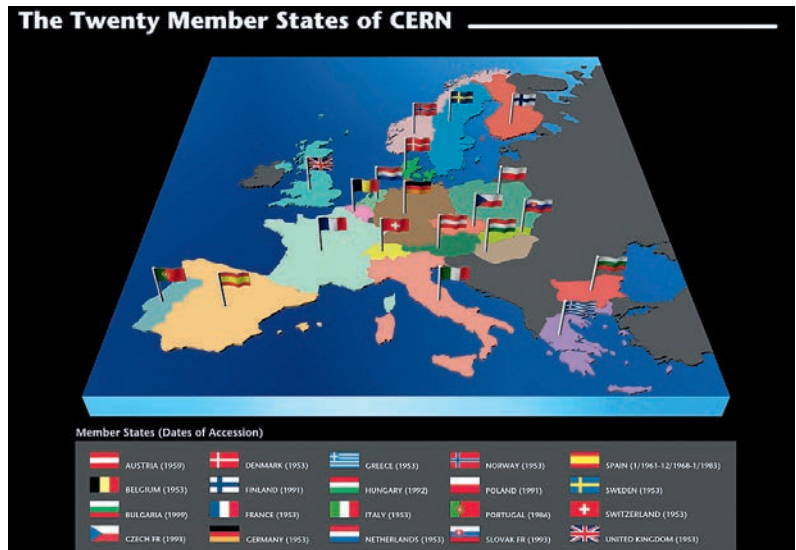 The Twenty Member States of CERN
Member States (Dates of Accession)
AUSTRIA (1959)
DENMARK (1953)
GREECE (1953)
NORWAY (1953)
SPAIN (1/1961-12/1968-1/1983)
BELGIUM (1953)
FINLAND (1991)
HUNGARY (1992)
POLAND (1991)
SWEDEN (1953)
BULGARIA (1999)
FRANCE (1953)
ITALY (1953)
PORTUGAL (1986)
SWITZERLAND (1953)
CZECH FR (1993)
GERMANY (1953)
NETHERLANDS (1953)
SLOVAK FR (1993)
UNITED KINGDOM (1953)